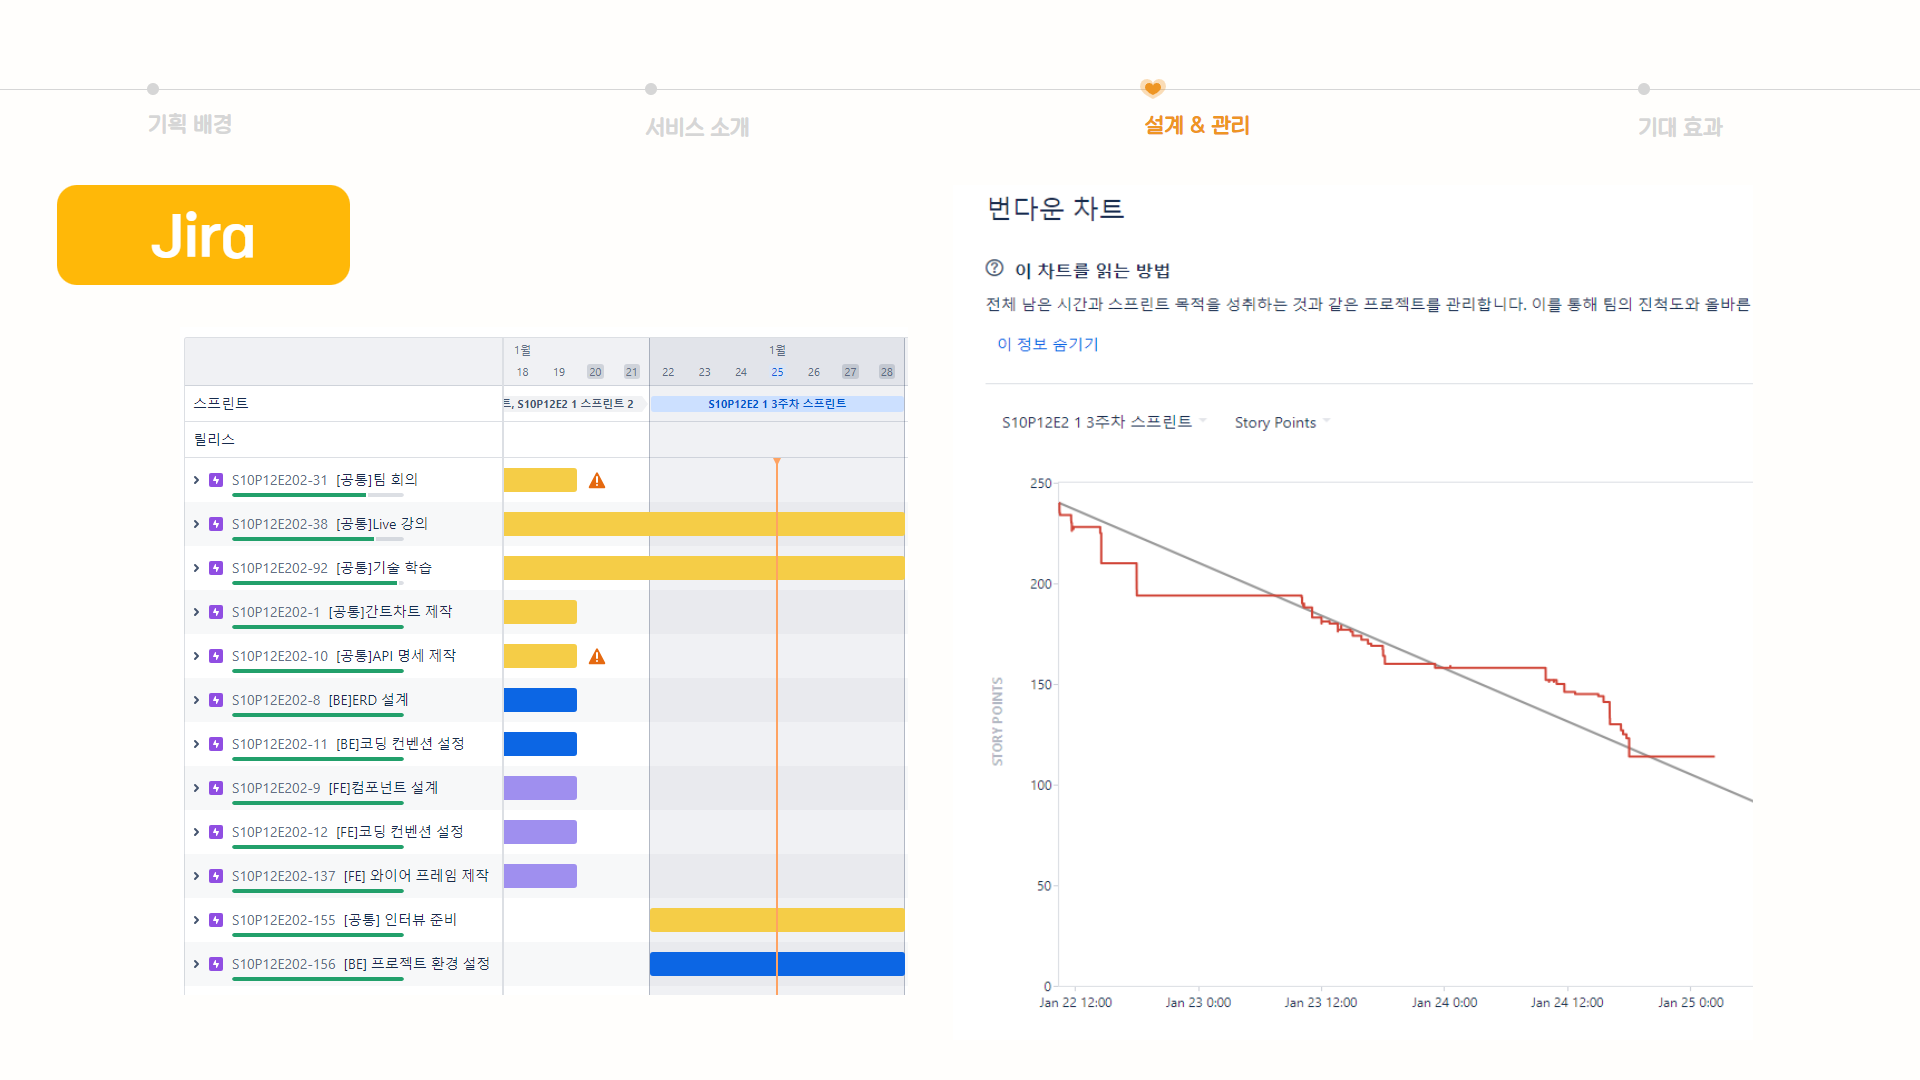 기획 배경
서비스 소개
설계 & 관리
기대 효과
Jira
1월
1월
18 19 20 21 22 23 24 25 26 27 28
스프린트
트, S10P12E2 1 스프린트 2
S10P12E2 1 3주차 스프린트
릴리스
S10P12E202-31 [공통]팀 회의
S10P12E202-38 [공통]Live 강의
S10P12E202-92 [공통]기술 학습
S10P12E202-1 [공통]간트차트 제작
S10P12E202-10 [공통]API 명세 제작
S10P12E202-8 [BE]ERD 설계
S10P12E202-11 [BE]코딩 컨벤션 설정
S10P12E202-9 [FE]컴포넌트 설계
S10P12E202-12 [FE]코딩 컨벤션 설정
S10P12E202-137 [FE] 와이어 프레임 제작
S10P12E202-155 [공통] 인터뷰 준비
S10P12E202-156 [BE] 프로젝트 환경 설정
번다운 차트
이 차트를 읽는 방법
전체 남은 시간과 스프린트 목적을 성취하는 것과 같은 프로젝트를 관리합니다. 이를 통해 팀의 진척도와 올바른
이 정보 숨기기
S10P12E2 1 3주차 스프린트
Story Points
250
200
150
100
50
0
STORY POINTS
Jan 22 12:00
Jan 23 0:00
Jan 23 12:00
Jan 24 0:00
Jan 24 12:00
Jan 25 0:00